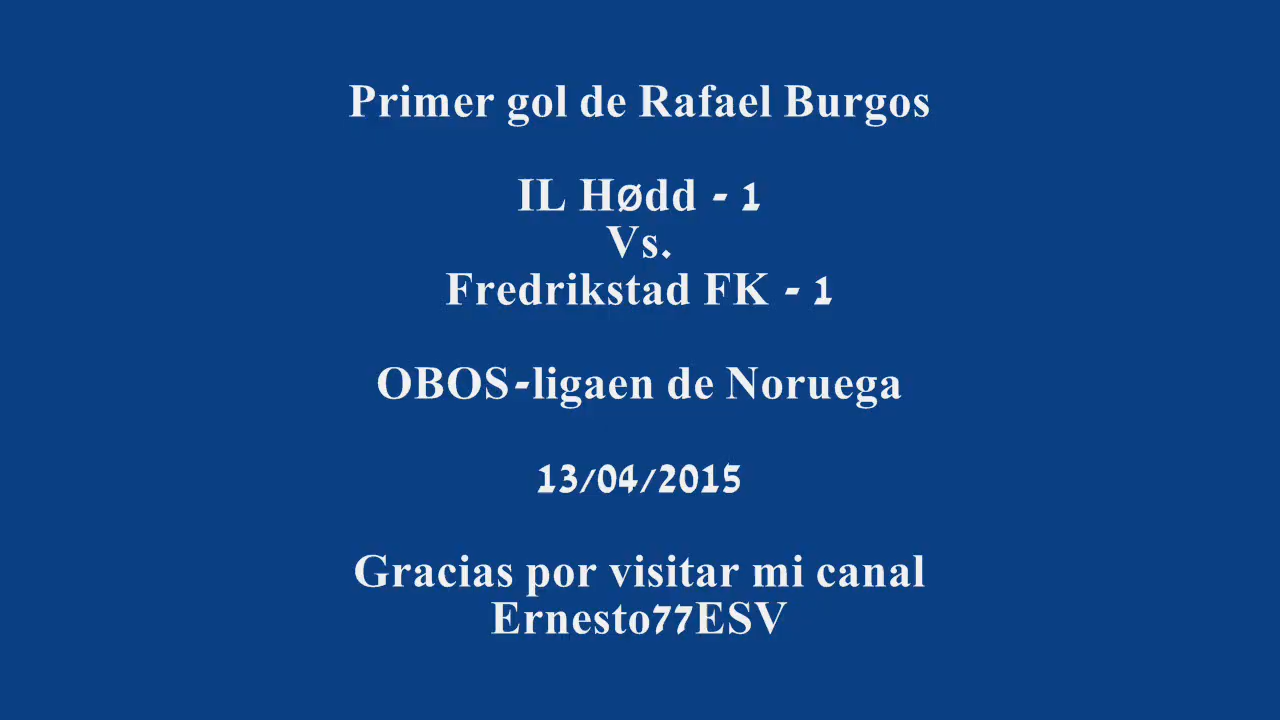 Primer gol de Rafael Burgos
IL Hødd - 1
Vs.
Fredrikstad FK - 1
OBOS-ligaen de Noruega
13/04/2015
Gracias por visitar mi canal
Ernesto77ESV